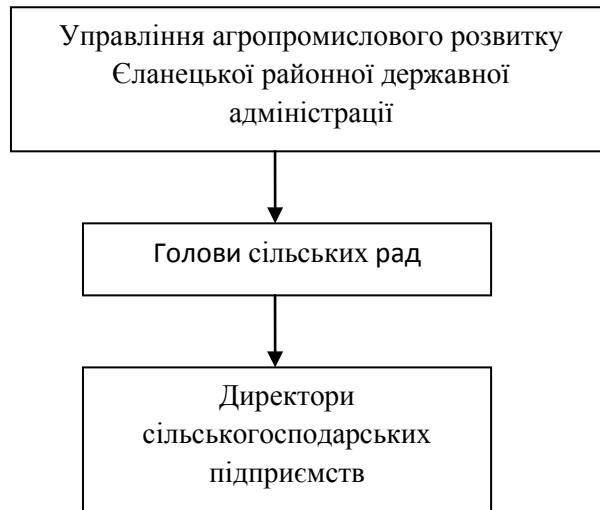 Управління агропромислового розвитку
Єланецької районної державної
адміністрації
Голови сільських рад
Директори
сільськогосподарських
підприємств